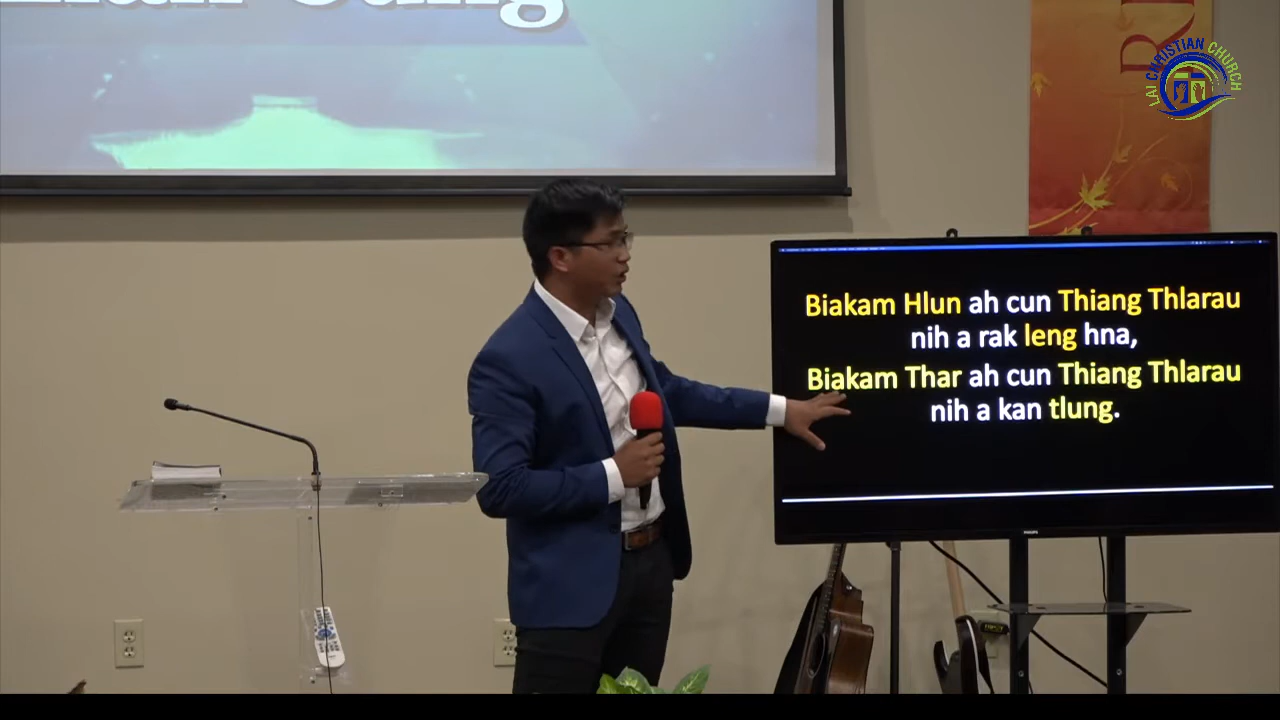 LAI CHRISTIAN CHURCH
Biakam Hlun ah cun Thiang Thlarau
nih a rak leng hna,
Biakam Thar ah cun Thiang Thlarau
nih a kan tlung.
PHILIPS